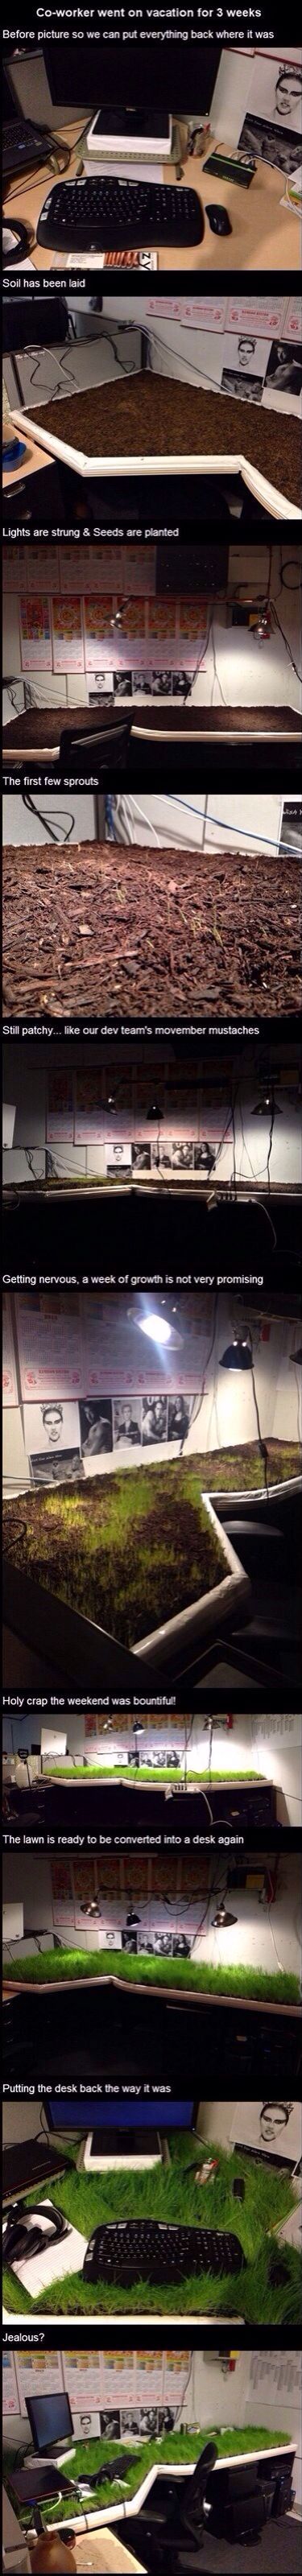 Co-worker went on vacation for 3 weeks
Before picture so we can put everything back where it was
Soil has been laid
Lights are strung & Seeds are planted
The first few sprouts
Still patchy... like our dev team's movember mustaches
Getting nervous, a week of growth is not very promising
Holy crap the weekend was bountiful!
The lawn is ready to be converted into a desk again
Putting the desk back the way it was
Jealous?